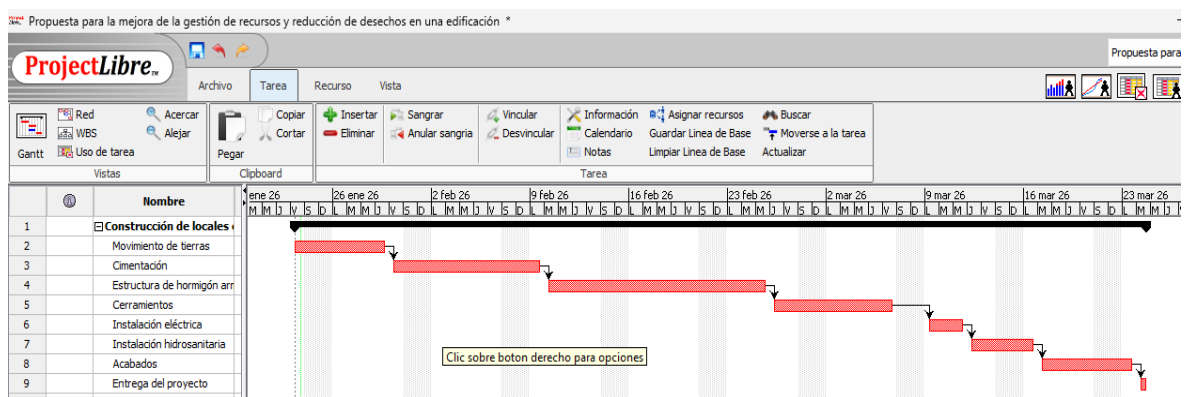 Propuesta para la mejora de la gestión de recursos y reducción de desechos en una edificación *
ProjectLibre
Propuesta para
Archivo Tarea Recurso Vista
Red Acercar Copiar Insertar Sangrar Vincular Información Asignar recursos Buscar
WBS Alejar Cortar Eliminar Anular sangria Desvincular Calendario Guardar Linea de Base Moverse a la tarea
Gantt Uso de tarea Pegar Notas Limpiar Linea de Base Actualizar
Vistas Clipboard Tarea
Nombre
ene 26 26 ene 26 2 feb 26 9 feb 26 16 feb 26 23 feb 26 2 mar 26 9 mar 26 16 mar 26 23 mar 26
M M J V S D L M M J V S D L M M J V S D L M M J V S D L M M J V S D L M M J V S D L M M J V S D L M M J V S D L M M J V S D L M M J
1 Construcción de locales
2 Movimiento de tierras
3 Cimentación
4 Estructura de hormigón arr
5 Cerramientos
6 Instalación eléctrica
7 Instalación hidrosanitaria
8 Acabados
9 Entrega del proyecto
Clic sobre boton derecho para opciones